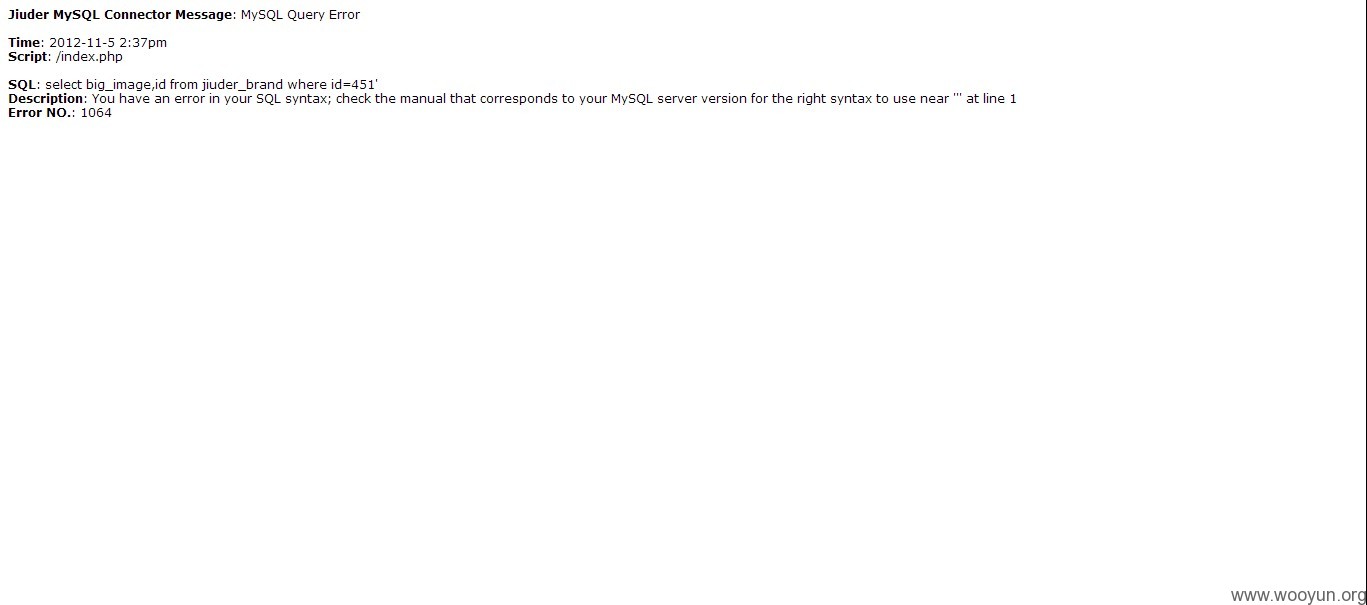 Jiuder MySQL Connector Message: MySQL Query Error
Time: 2012-11-5 2:37pm
Script: /index.php
SQL: select big_image,id from jiuder_brand where id=451'
Description: You have an error in your SQL syntax; check the manual that corresponds to your MySQL server version for the right syntax to use near ''' at line 1
Error NO.: 1064
www.wooyun.org